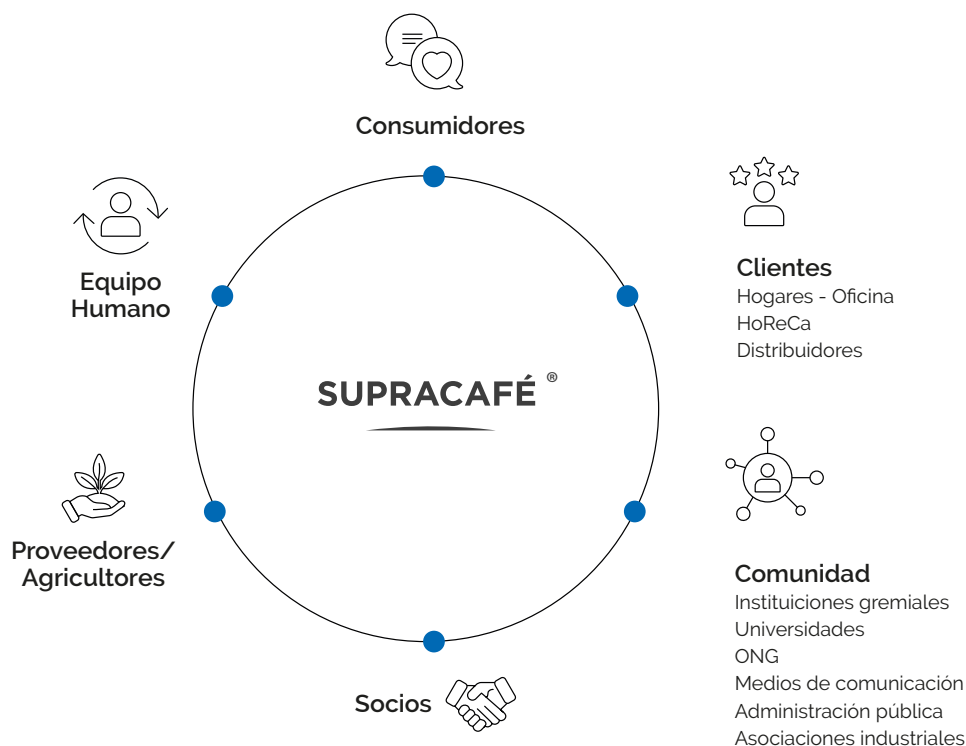 Consumidores
Equipo
Humano
Clientes
Hogares - Oficina
HoReCa
Distribuidores
SUPRACAFÉ ®
Proveedores/
Agricultores
Comunidad
Instituiciones gremiales
Universidades
ONG
Medios de comunicación
Administración pública
Asociaciones industriales
Socios